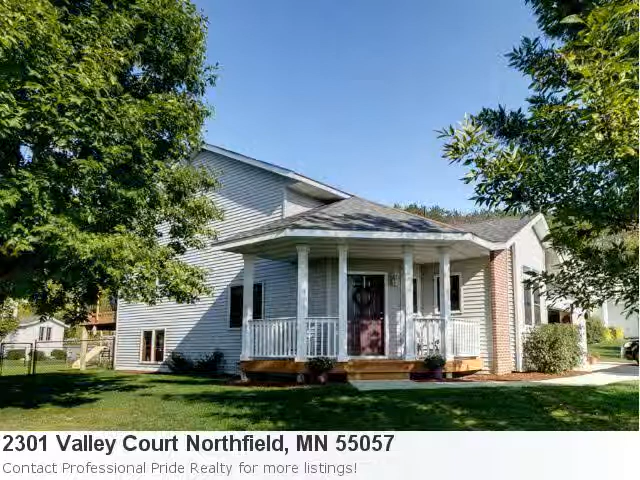 2301 Valley Court Northfield, MN 55057
Contact Professional Pride Realty for more listings!